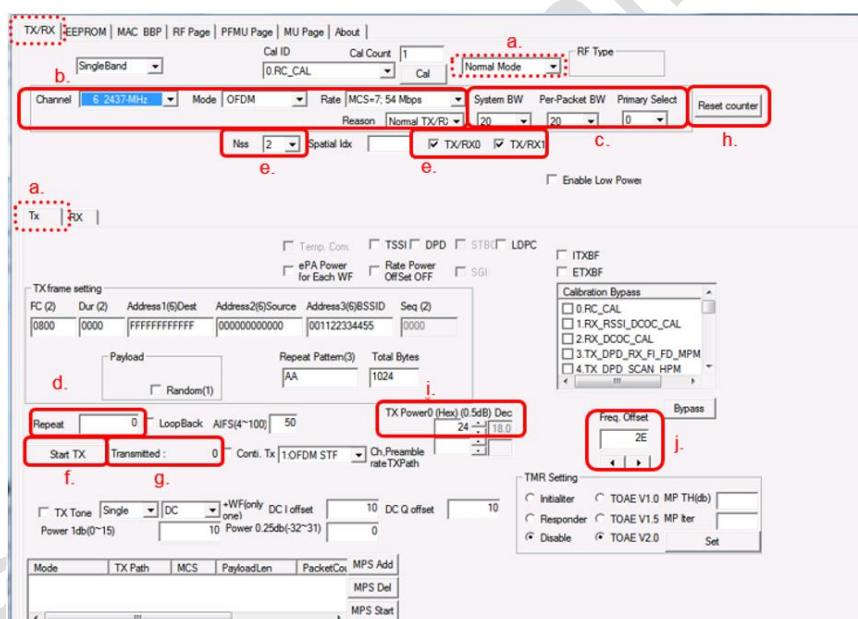 TX/RX EEPROM MAC BBP RF Page PFMU Page MU Page About
Cal ID Cal Count 1 a. RF Type
SingleBand 0.RC_CAL Cal Normal Mode
b.
Channel 6 2437-MHz Mode OFDM Rate MCS=7; 54 Mbps System BW Per-Packet BW Primary Select Reset counter
Reason Normal TX/R) 20 20 0
Nss 2 Spatial Idx TX/RX0 TX/RX1 c. h.
e. e.
Enable Low Power
a.
Tx RX
Temp. Com. TSSI DPD STBC LDPC ITXBF
ePA Power for Each WF Rate Power OffSet OFF SGI ETXBF
TX frame setting Calibration Bypass
FC (2) Dur (2) Address1(6)Dest Address2(6)Source Address3(6)BSSID Seq (2) 0.RC_CAL
0800 0000 FFFFFFFFFFFF 000000000000 001122334455 0000 1.RX_RSSI_DCOC_CAL
2.RX_DCOC_CAL
Payload Repeat Pattern(3) Total Bytes 3.TX_DPD_RX_FI_FD_MPM
d. Random(1) AA 1024 4.TX_DPD_SCAN_HPM
i.
Repeat 0 LoopBack AIFS(4~100) 50 TX Power0 (Hex) (0.5dB) Dec Freq. Offset Bypass
24 18.0 2E j.
Start TX Transmitted : 0 Conti. Tx 1:OFDM STF Ch.Preamble rateTXPath
f. g.
TMR Setting
TX Tone Single DC +WF(only one) DC I offset 10 DC Q offset 10 Initialiter TOAE V1.0 MP TH(db)
Power 1db(0~15) 10 Power 0.25db(-32~31) 0 Responder TOAE V1.5 MP Iter
Disable TOAE V2.0 Set
Mode TX Path MCS PayloadLen PacketCou MPS Add
MPS Del
MPS Start